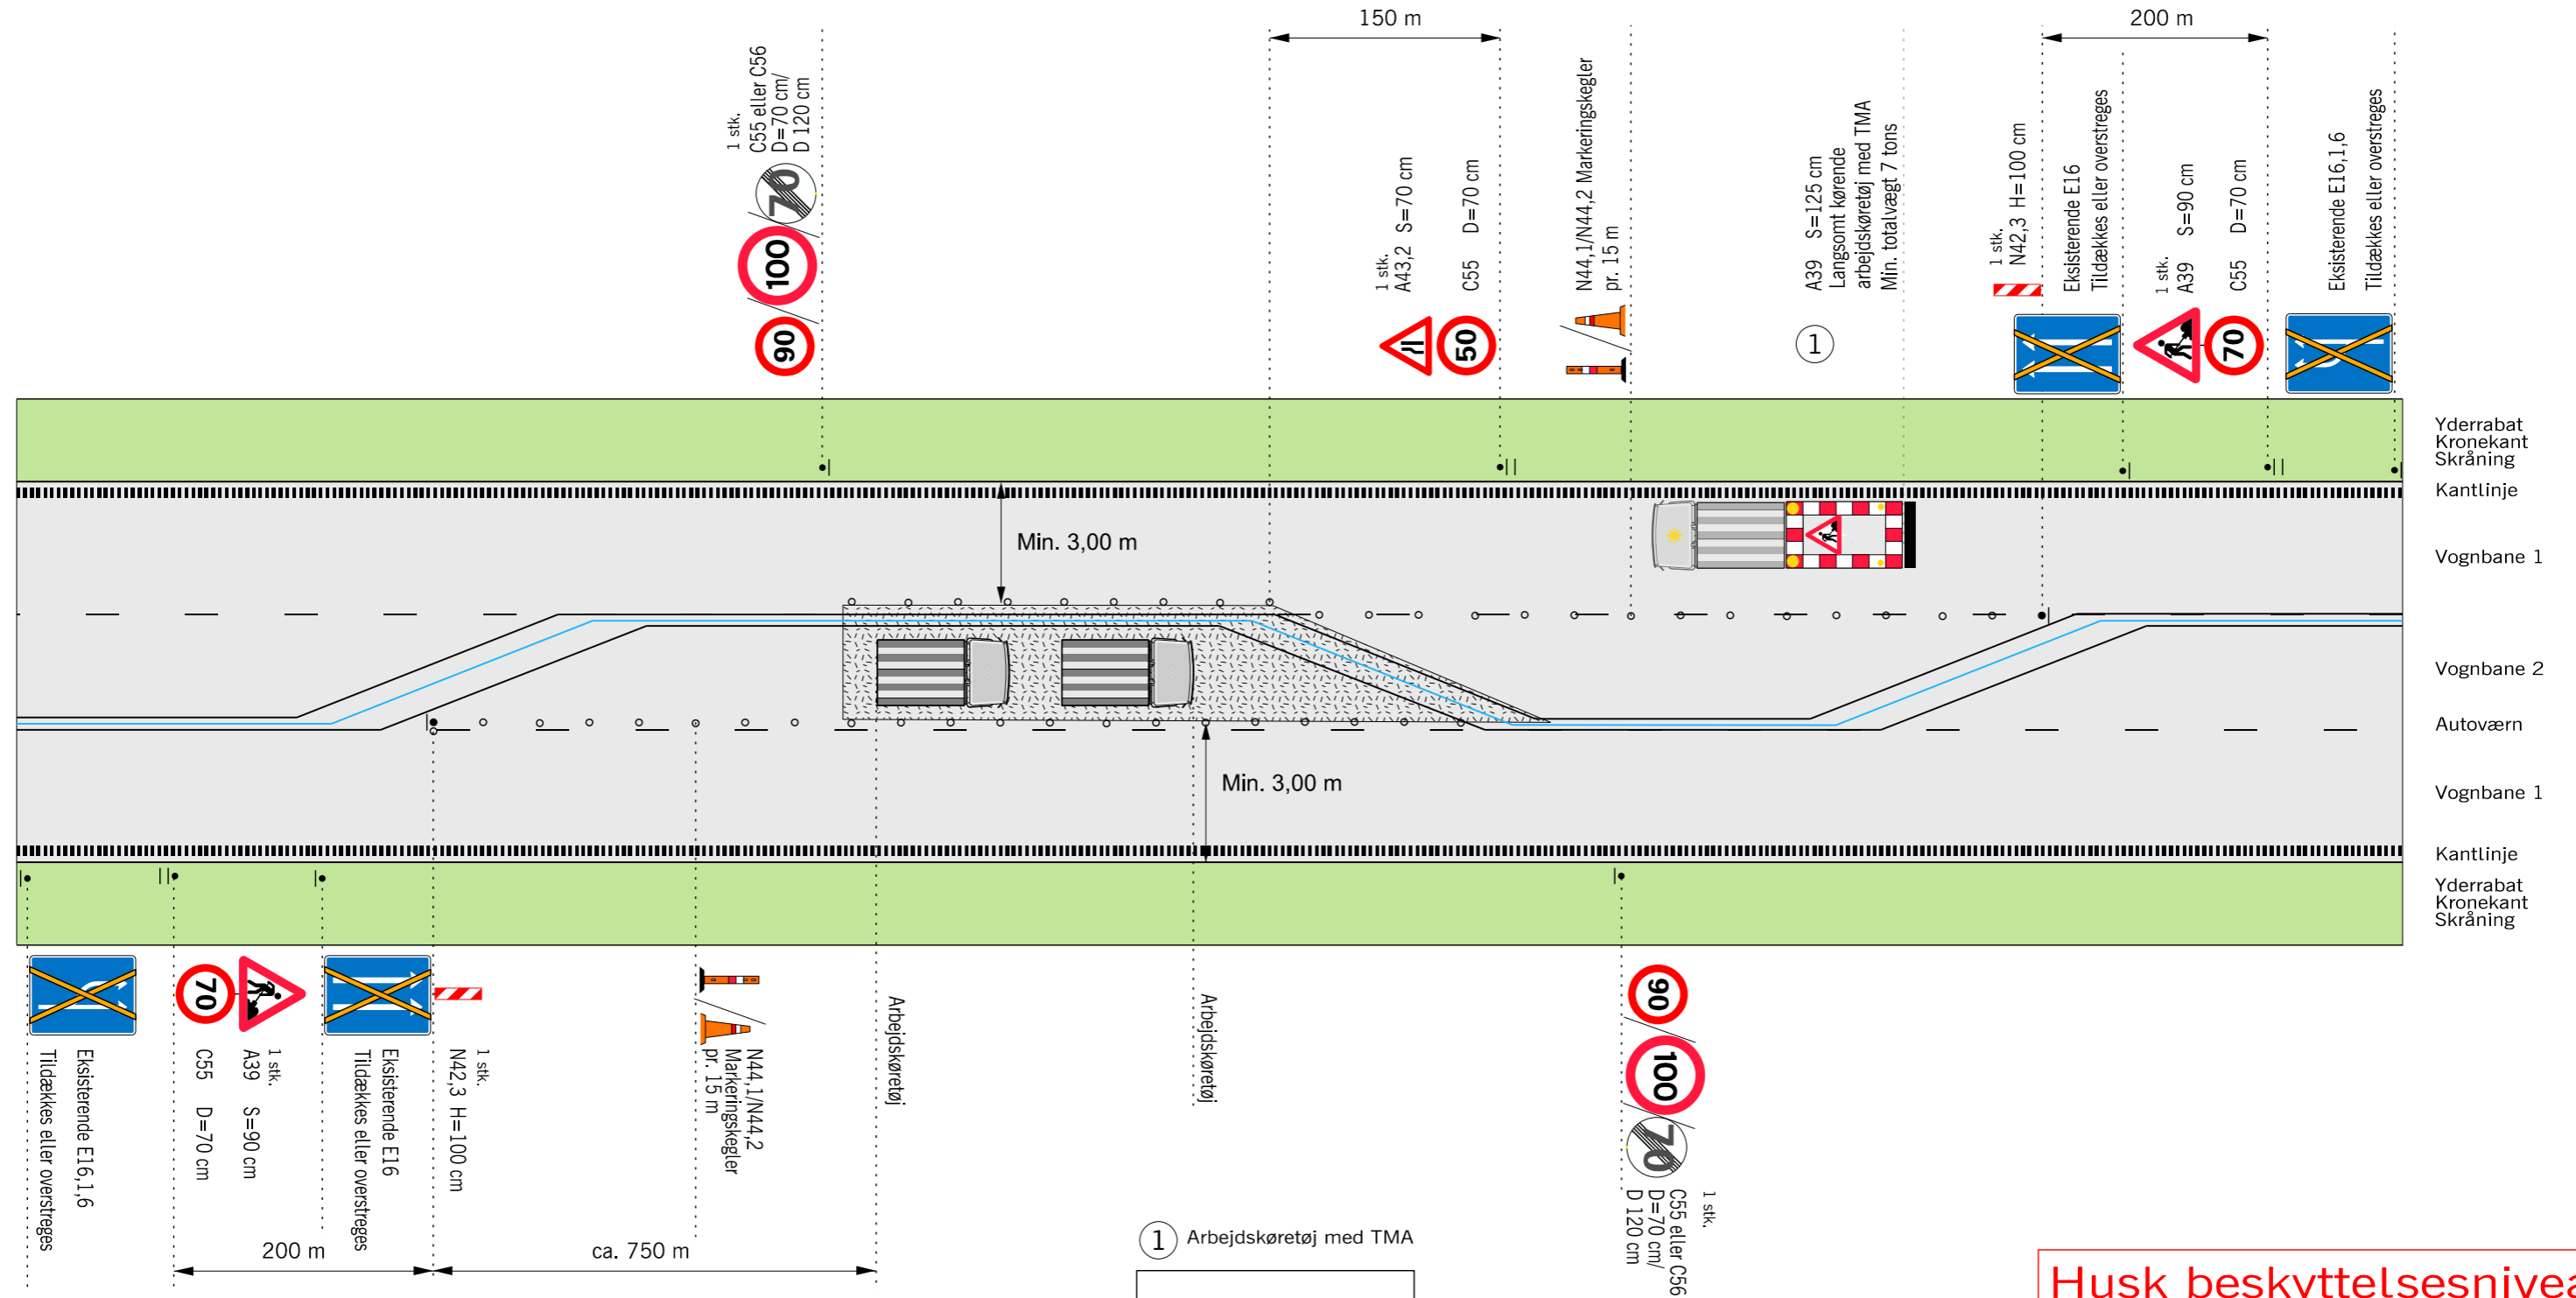 150 m
200 m
1 stk.
C55 eller C56
D=70 cm/
D 120 cm
70
100
90
1 stk.
A43,2 S=70 cm
C55 D=70 cm
50
N44,1/N44,2 Markeringskegler
pr. 15 m
A39 S=125 cm
Langsomt kørende
arbejdskøretøj med TMA
Min. totalvægt 7 tons
1
1 stk.
N42,3 H=100 cm
Eksisterende E16
Tildækkes eller overstreges
1 stk.
A39 S=90 cm
C55 D=70 cm
70
Eksisterende E16,1,6
Tildækkes eller overstreges
Yderrabat
Kronekant
Skråning
Kantlinje
Min. 3,00 m
Vognbane 1
Vognbane 2
Autoværn
Min. 3,00 m
Vognbane 1
Kantlinje
Yderrabat
Kronekant
Skråning
Eksisterende E16,1,6
Tildækkes eller overstreges
70
1 stk.
A39 S=90 cm
C55 D=70 cm
Eksisterende E16
Tildækkes eller overstreges
1 stk.
N42,3 H=100 cm
N44,1/N44,2
Markeringskegler
pr. 15 m
Arbejdskøretøj
Arbejdskøretøj
90
100
70
1 stk.
C55 eller C56
D=70 cm/
D 120 cm
200 m
ca. 750 m
1 Arbejdskøretøj med TMA
Husk beskyttelsesnivea